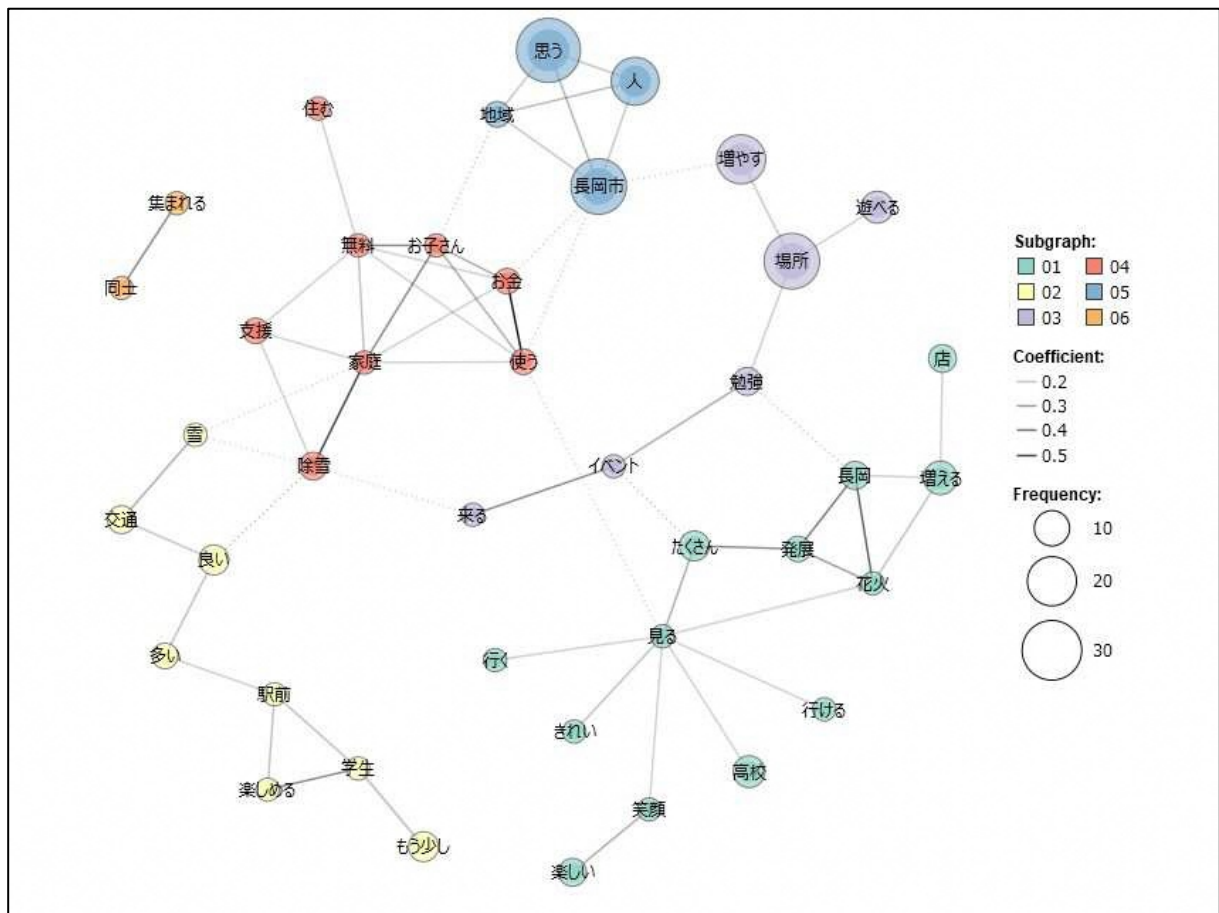 思う
人
住む
地域
増やす
長岡市
集まれる
遊べる
無料
お子さん
場所
お金
同士
支援
家庭
使う
店
勉強
雪
除雪
イベント
長岡
増える
来る
交通
たくさん
発展
良い
花火
見る
多い
行く
駅前
行ける
きれい
学生
高校
楽しめる
笑顔
もう少し
楽しい
Subgraph:
01 04
02 05
03 06
Coefficient:
0.2
0.3
0.4
0.5
Frequency:
10
20
30